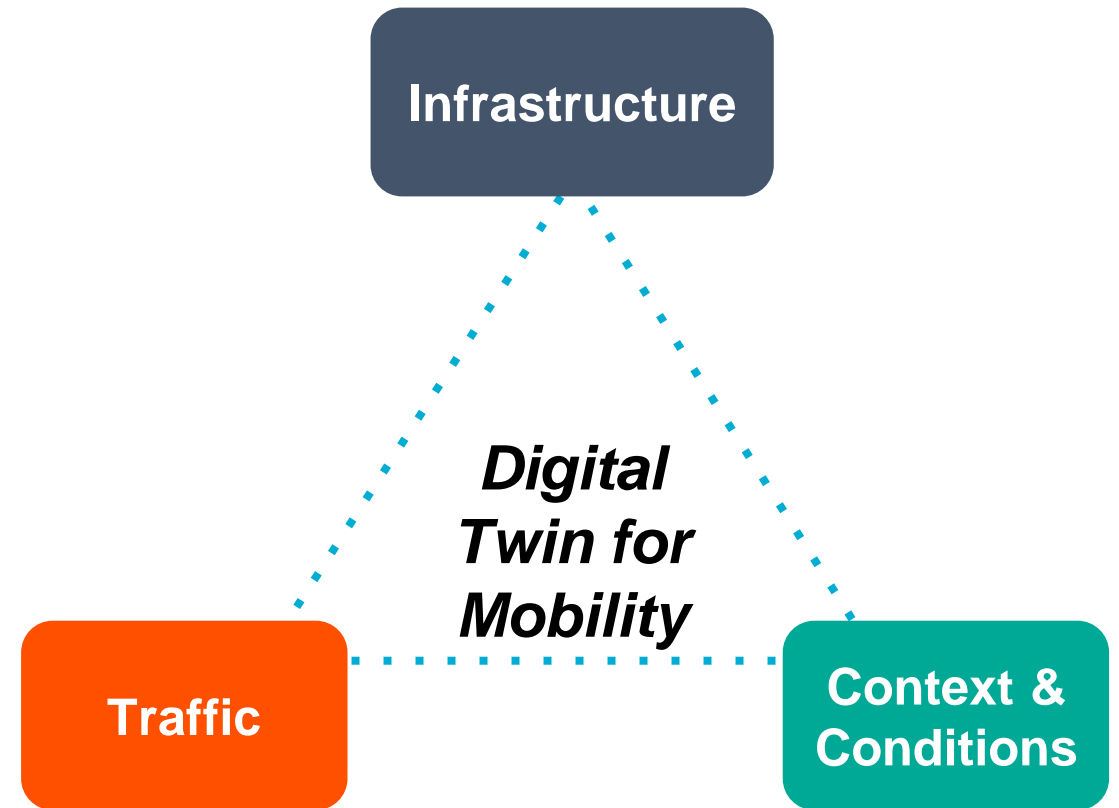 Infrastructure
Digital
Twin for
Mobility
Traffic
Context &
Conditions